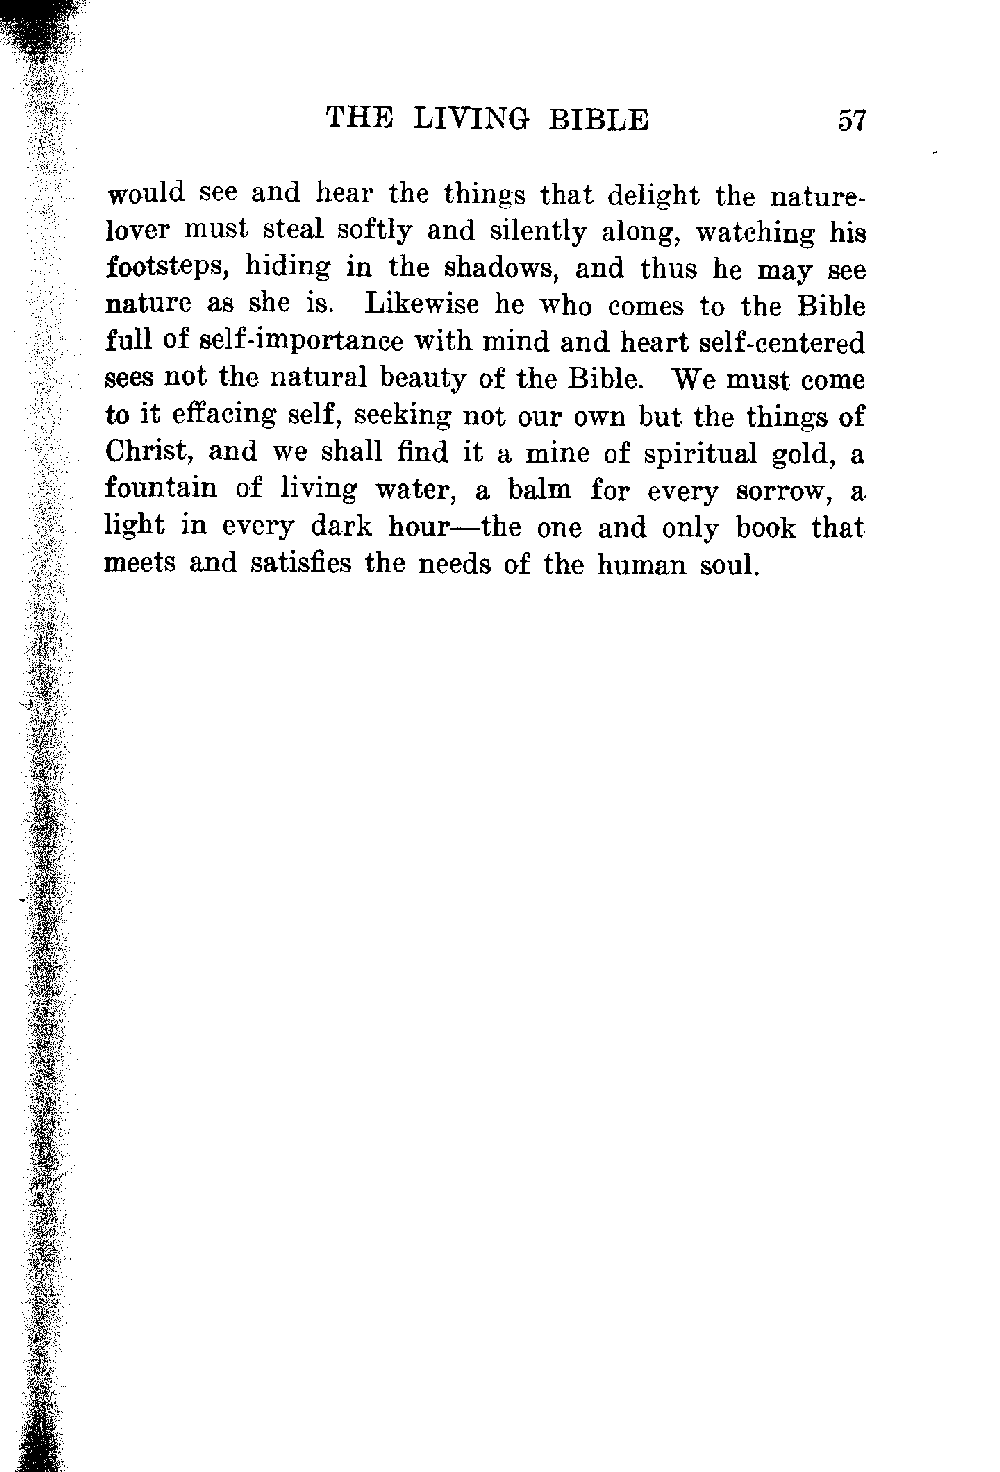 THE LIVING BIBLE 57
would see and hear the things that delight the nature-
lover must steal softly and silently along, watching his
footsteps, hiding in the shadows, and thus he may see
nature as she is. Likewise he who comes to the Bible
full of self-importance with mind and heart self-centered
sees not the natural beauty of the Bible. We must come
to it effacing self, seeking not our own but the things of
Christ, and we shall find it a mine of spiritual gold, a
fountain of living water, a balm for every sorrow, a
light in every dark hour—the one and only book that
meets and satisfies the needs of the human soul.